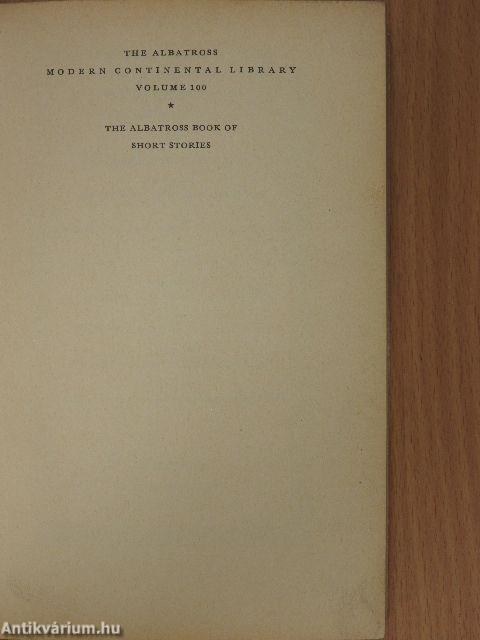 THE ALBATROSS
MODERN CONTINENTAL LIBRARY
VOLUME 100
★
THE ALBATROSS BOOK OF
SHORT STORIES
Antikvárium.hu